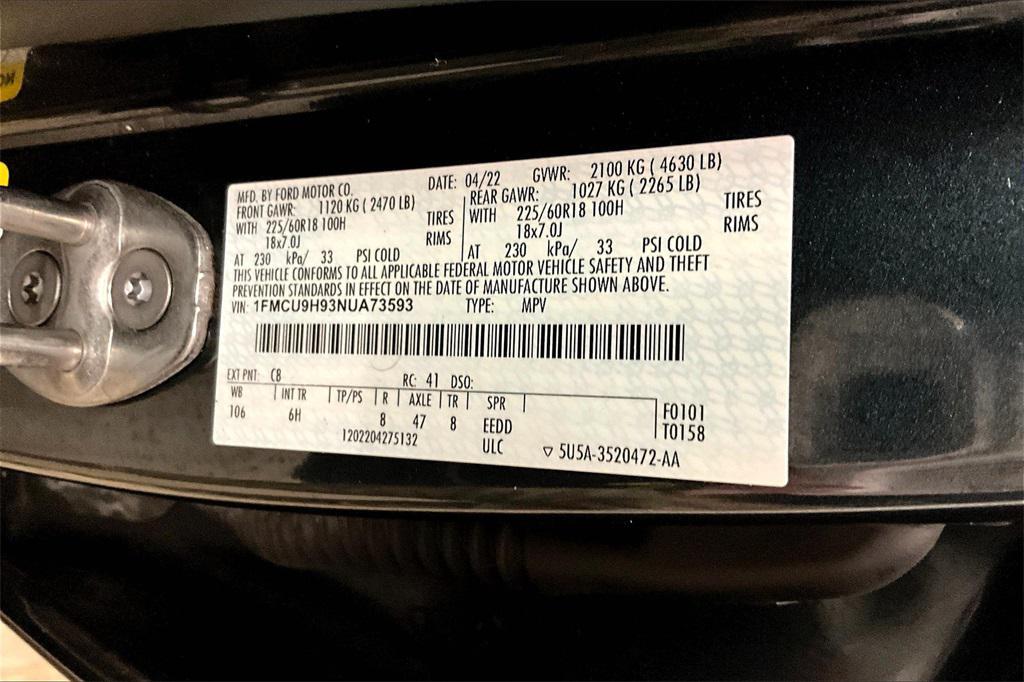 MFD. BY FORD MOTOR CO. DATE: 04/22 GVWR: 2100 KG ( 4630 LB)
FRONT GAWR: 1120 KG ( 2470 LB) REAR GAWR: 1027 KG ( 2265 LB)
WITH 225/60R18 100H TIRES WITH 225/60R18 100H TIRES
18x7.0J RIMS 18x7.0J RIMS
AT 230 kPa/ 33 PSI COLD AT 230 kPa/ 33 PSI COLD
THIS VEHICLE CONFORMS TO ALL APPLICABLE FEDERAL MOTOR VEHICLE SAFETY AND THEFT
PREVENTION STANDARDS IN EFFECT ON THE DATE OF MANUFACTURE SHOWN ABOVE.
VIN: 1FMCU9H93NUA73593 TYPE: MPV
EXT PNT: C8 RC: 41 DSO:
WB INT TR TP/PS R AXLE TR SPR
106 6H 8 47 8 EEDD
F0101
T0158
1202204275132 ULC ▽ 5U5A-3520472-AA